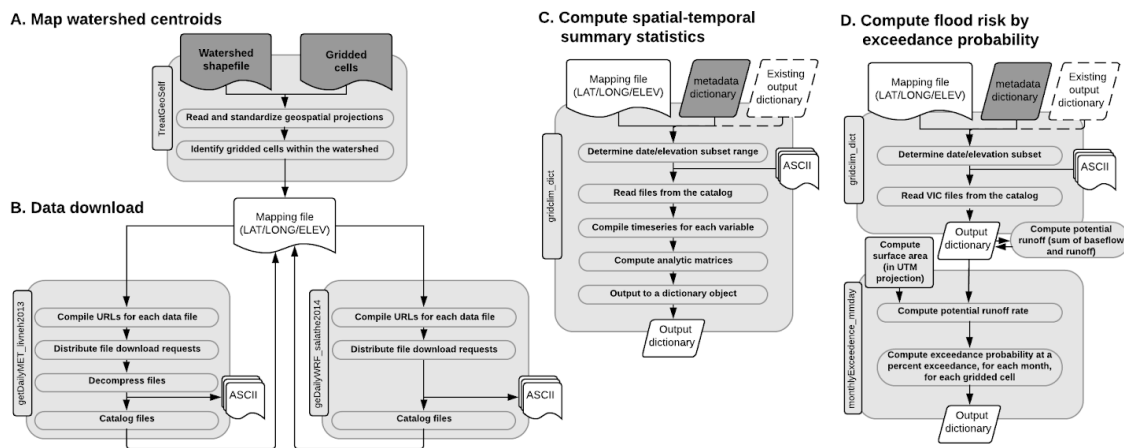 A. Map watershed centroids
Watershed
shapefile
Gridded
cells
TreatGeoSelf
Read and standardize geospatial projections
Identify gridded cells within the watershed
B. Data download
Mapping file
(LAT/LONG/ELEV)
getDailyMET_livneh2013
Compile URLs for each data file
Distribute file download requests
Decompress files
ASCII
Catalog files
geDailyWRF_salathe2014
Compile URLs for each data file
Distribute file download requests
ASCII
Catalog files
C. Compute spatial-temporal
summary statistics
Mapping file
(LAT/LONG/ELEV)
metadata
dictionary
Existing
output
dictionary
gridclim_dict
Determine date/elevation subset range
ASCII
Read files from the catalog
Compile timeseries for each variable
Compute analytic matrices
Output to a dictionary object
Output
dictionary
D. Compute flood risk by
exceedance probability
Mapping file
(LAT/LONG/ELEV)
metadata
dictionary
Existing
output
dictionary
gridclim_dict
Determine date/elevation subset
ASCII
Read VIC files from the catalog
Output
dictionary
Compute potential
runoff (sum of baseflow
and runoff)
Compute
surface area
(in UTM
projection)
monthlyExceedence_mmday
Compute potential runoff rate
Compute exceedance probability at a
percent exceedance, for each month,
for each gridded cell
Output
dictionary